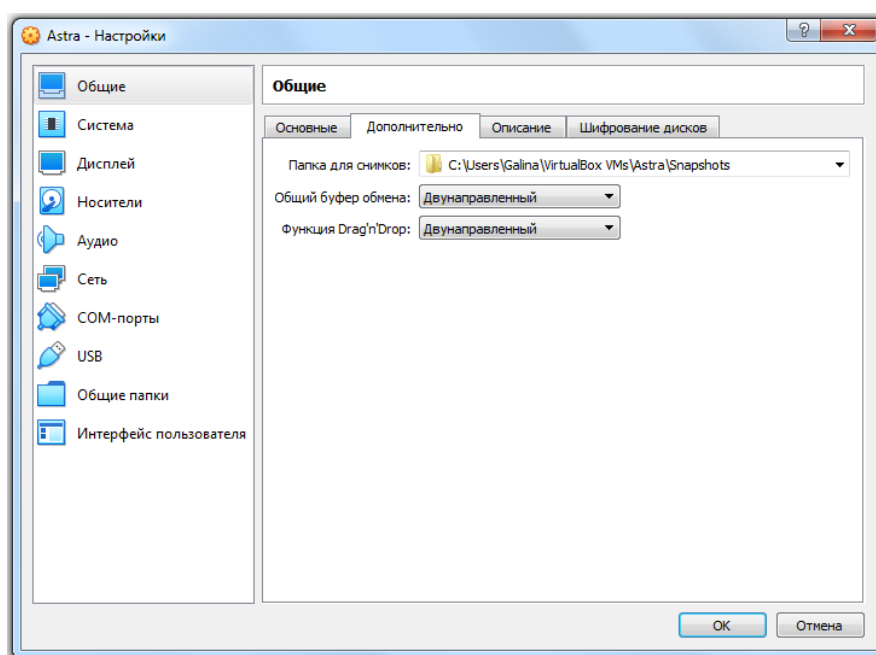 Astra - Настройки
Общие
Система
Дисплей
Носители
Аудио
Сеть
COM-порты
USB
Общие папки
Интерфейс пользователя
Общие
Основные Дополнительно Описание Шифрование дисков
Папка для снимков: C:\Users\Galina\VirtualBox VMs\Astra\Snapshots
Общий буфер обмена: Двунаправленный
Функция Drag'n'Drop: Двунаправленный
OK Отмена